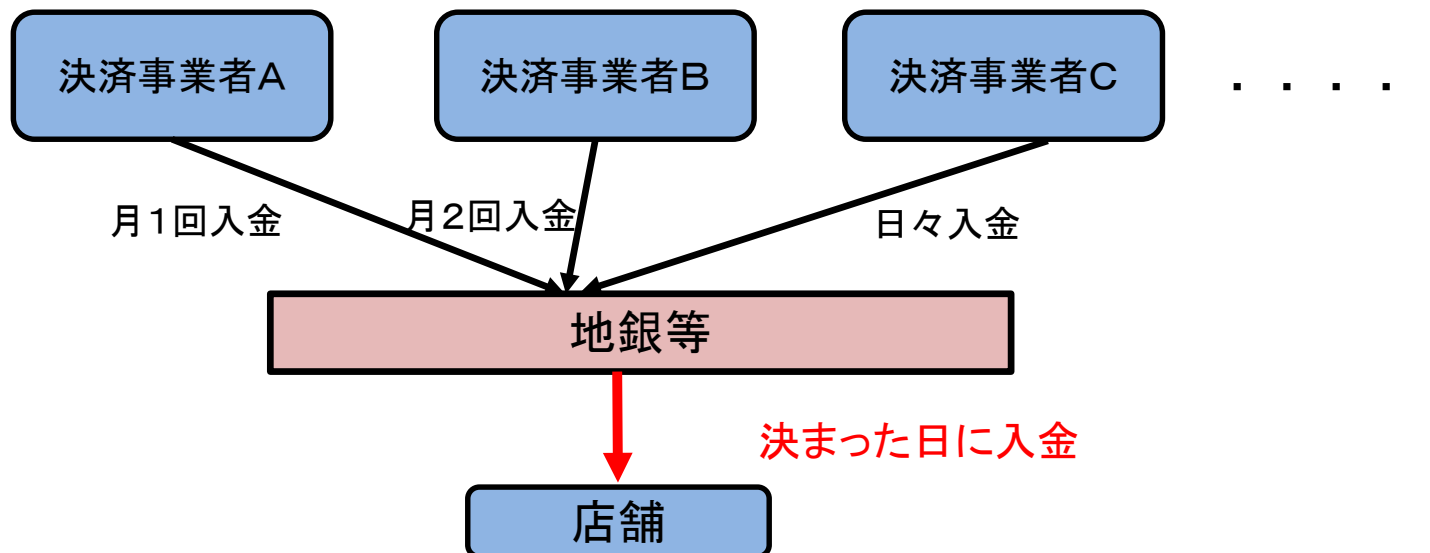 決済事業者A
決済事業者B
決済事業者C
．．．．
月1回入金
月2回入金
日々入金
地銀等
決まった日に入金
店舗